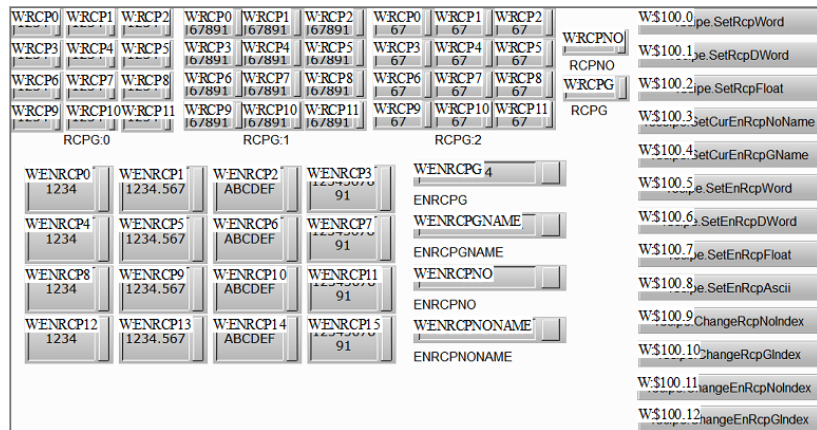 W:RCP0 W:RCP1 W:RCP2 W:RCP0 W:RCP1 W:RCP2 W:RCP0 W:RCP1 W:RCP2
67891 67891 67891 67 67 67
W:RCP3 W:RCP4 W:RCP5 W:RCP3 W:RCP4 W:RCP5 W:RCP3 W:RCP4 W:RCP5
67891 67891 67891 67 67 67
W:RCP6 W:RCP7 W:RCP8 W:RCP6 W:RCP7 W:RCP8 W:RCP6 W:RCP7 W:RCP8
67891 67891 67891 67 67 67
W:RCP9 W:RCP10 W:RCP11 W:RCP9 W:RCP10 W:RCP11 W:RCP9 W:RCP10 W:RCP11
67891 67891 67891 67 67 67
RCPG:0 RCPG:1 RCPG:2
W:RCPNO
RCPNO
W:RCPG
RCPG
W:ENRCP0 W:ENRCP1 W:ENRCP2 W:ENRCP3
1234 1234.567 ABCDEF 91
W:ENRCP4 W:ENRCP5 W:ENRCP6 W:ENRCP7
1234 1234.567 ABCDEF 91
W:ENRCP8 W:ENRCP9 W:ENRCP10 W:ENRCP11
1234 1234.567 ABCDEF 91
W:ENRCP12 W:ENRCP13 W:ENRCP14 W:ENRCP15
1234 1234.567 ABCDEF 91
W:ENRCPG 4
ENRCPG
W:ENRCPGNAME
ENRCPGNAME
W:ENRCPNO
ENRCPNO
W:ENRCPNONAME
ENRCPNONAME
W:$100.0 ipe.SetRcpWord
W:$100.1 pe.SetRcpDWord
W:$100.2 ipe.SetRcpFloat
W:$100.3 SetCurEnRcpNoName
W:$100.4 SetCurEnRcpGName
W:$100.5 e.SetEnRcpWord
W:$100.6 e.SetEnRcpDWord
W:$100.7 e.SetEnRcpFloat
W:$100.8 e.SetEnRcpAscii
W:$100.9 ChangeRcpNoIndex
W:$100.10 ChangeRcpGIndex
W:$100.11 hangeEnRcpNoIndex
W:$100.12 hangeEnRcpGIndex